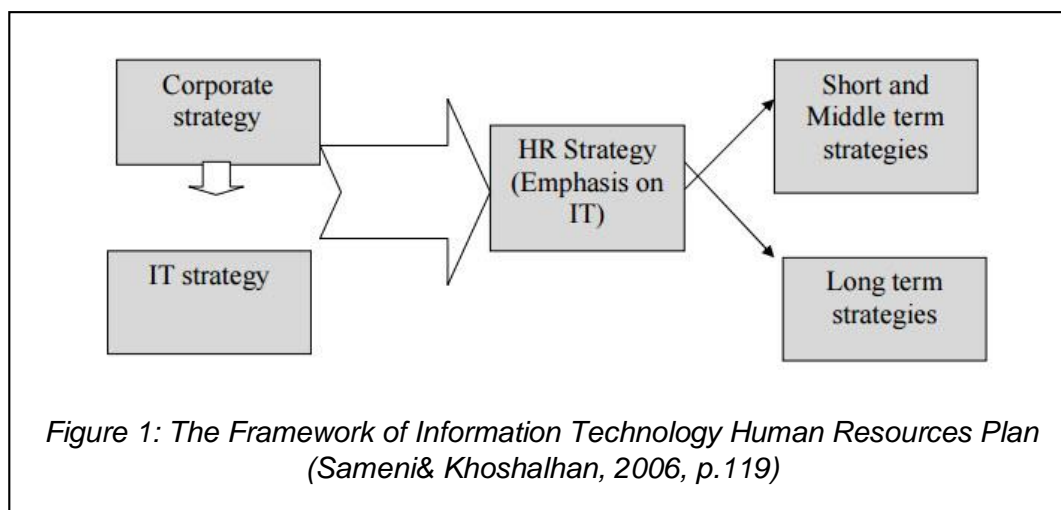 Corporate
strategy
IT strategy
HR Strategy
(Emphasis on
IT)
Short and
Middle term
strategies
Long term
strategies
Figure 1: The Framework of Information Technology Human Resources Plan
(Sameni& Khoshalhan, 2006, p.119)